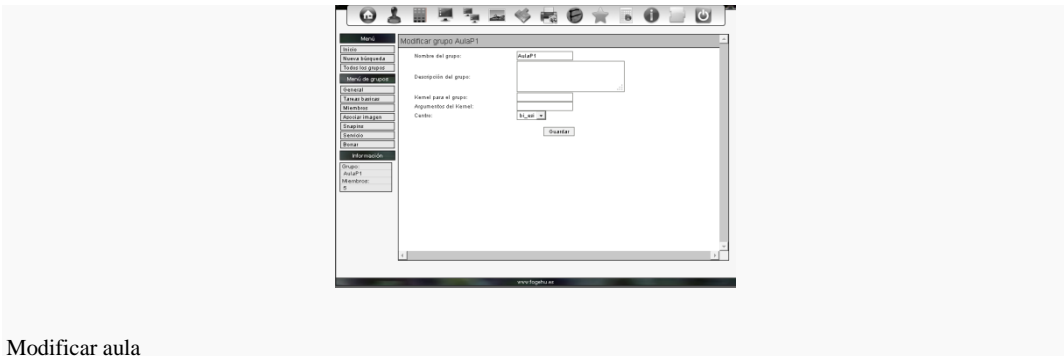 Menú
Inicio
Nueva búsqueda
Todos los grupos
Menú de grupos
General
Tareas basicas
Miembros
Asociar Imagen
Snapins
Servicio
Borrar
Información
Grupo:
AulaP1
Miembros:
5
Modificar grupo AulaP1
Nombre del grupo: AulaP1
Descripción del grupo:
Kernel para el grupo:
Argumentos del Kernel:
Centro: bi_ad
Guardar
www.fogehu.es
Modificar aula